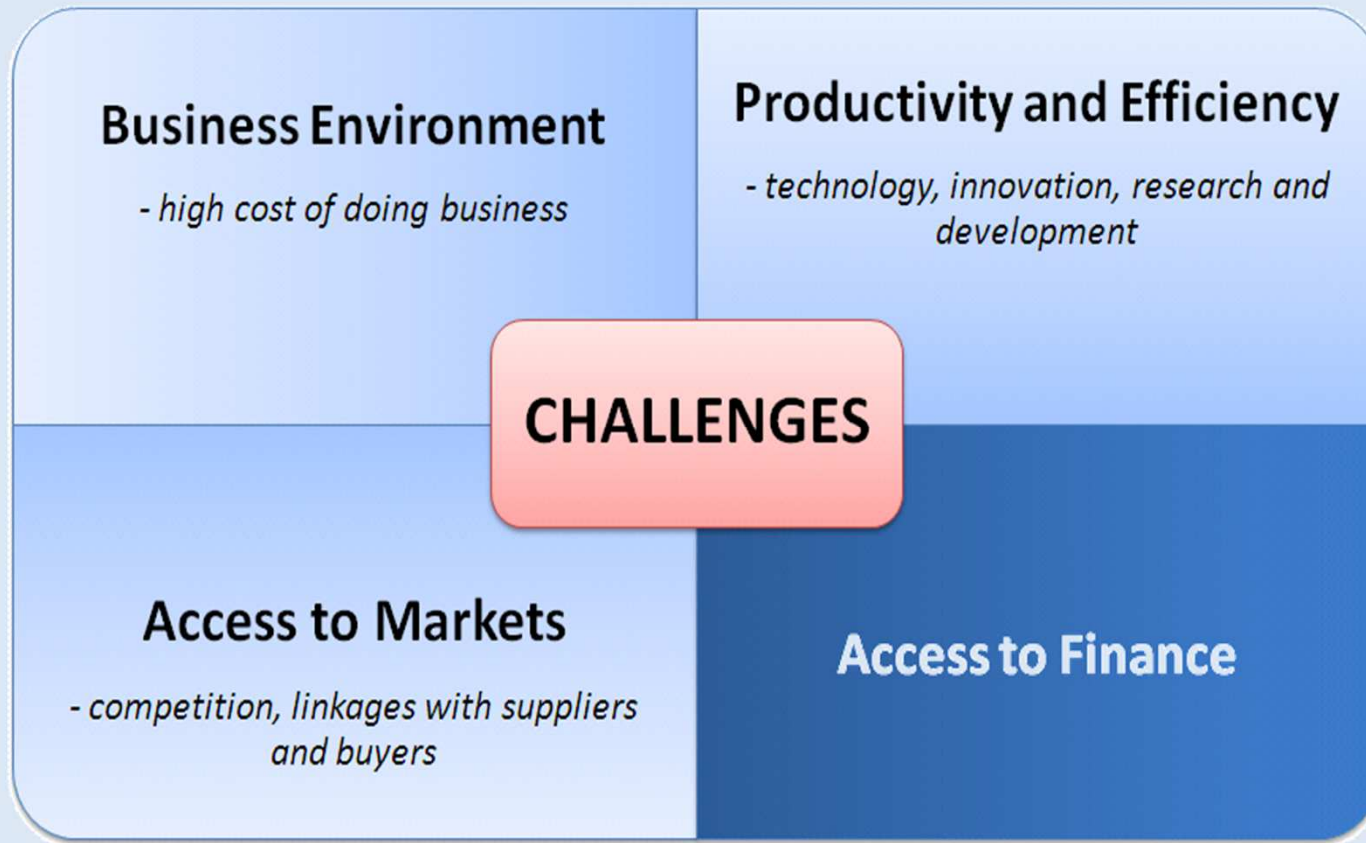 Business Environment
- high cost of doing business
Productivity and Efficiency
- technology, innovation, research and
development
CHALLENGES
Access to Markets
- competition, linkages with suppliers
and buyers
Access to Finance